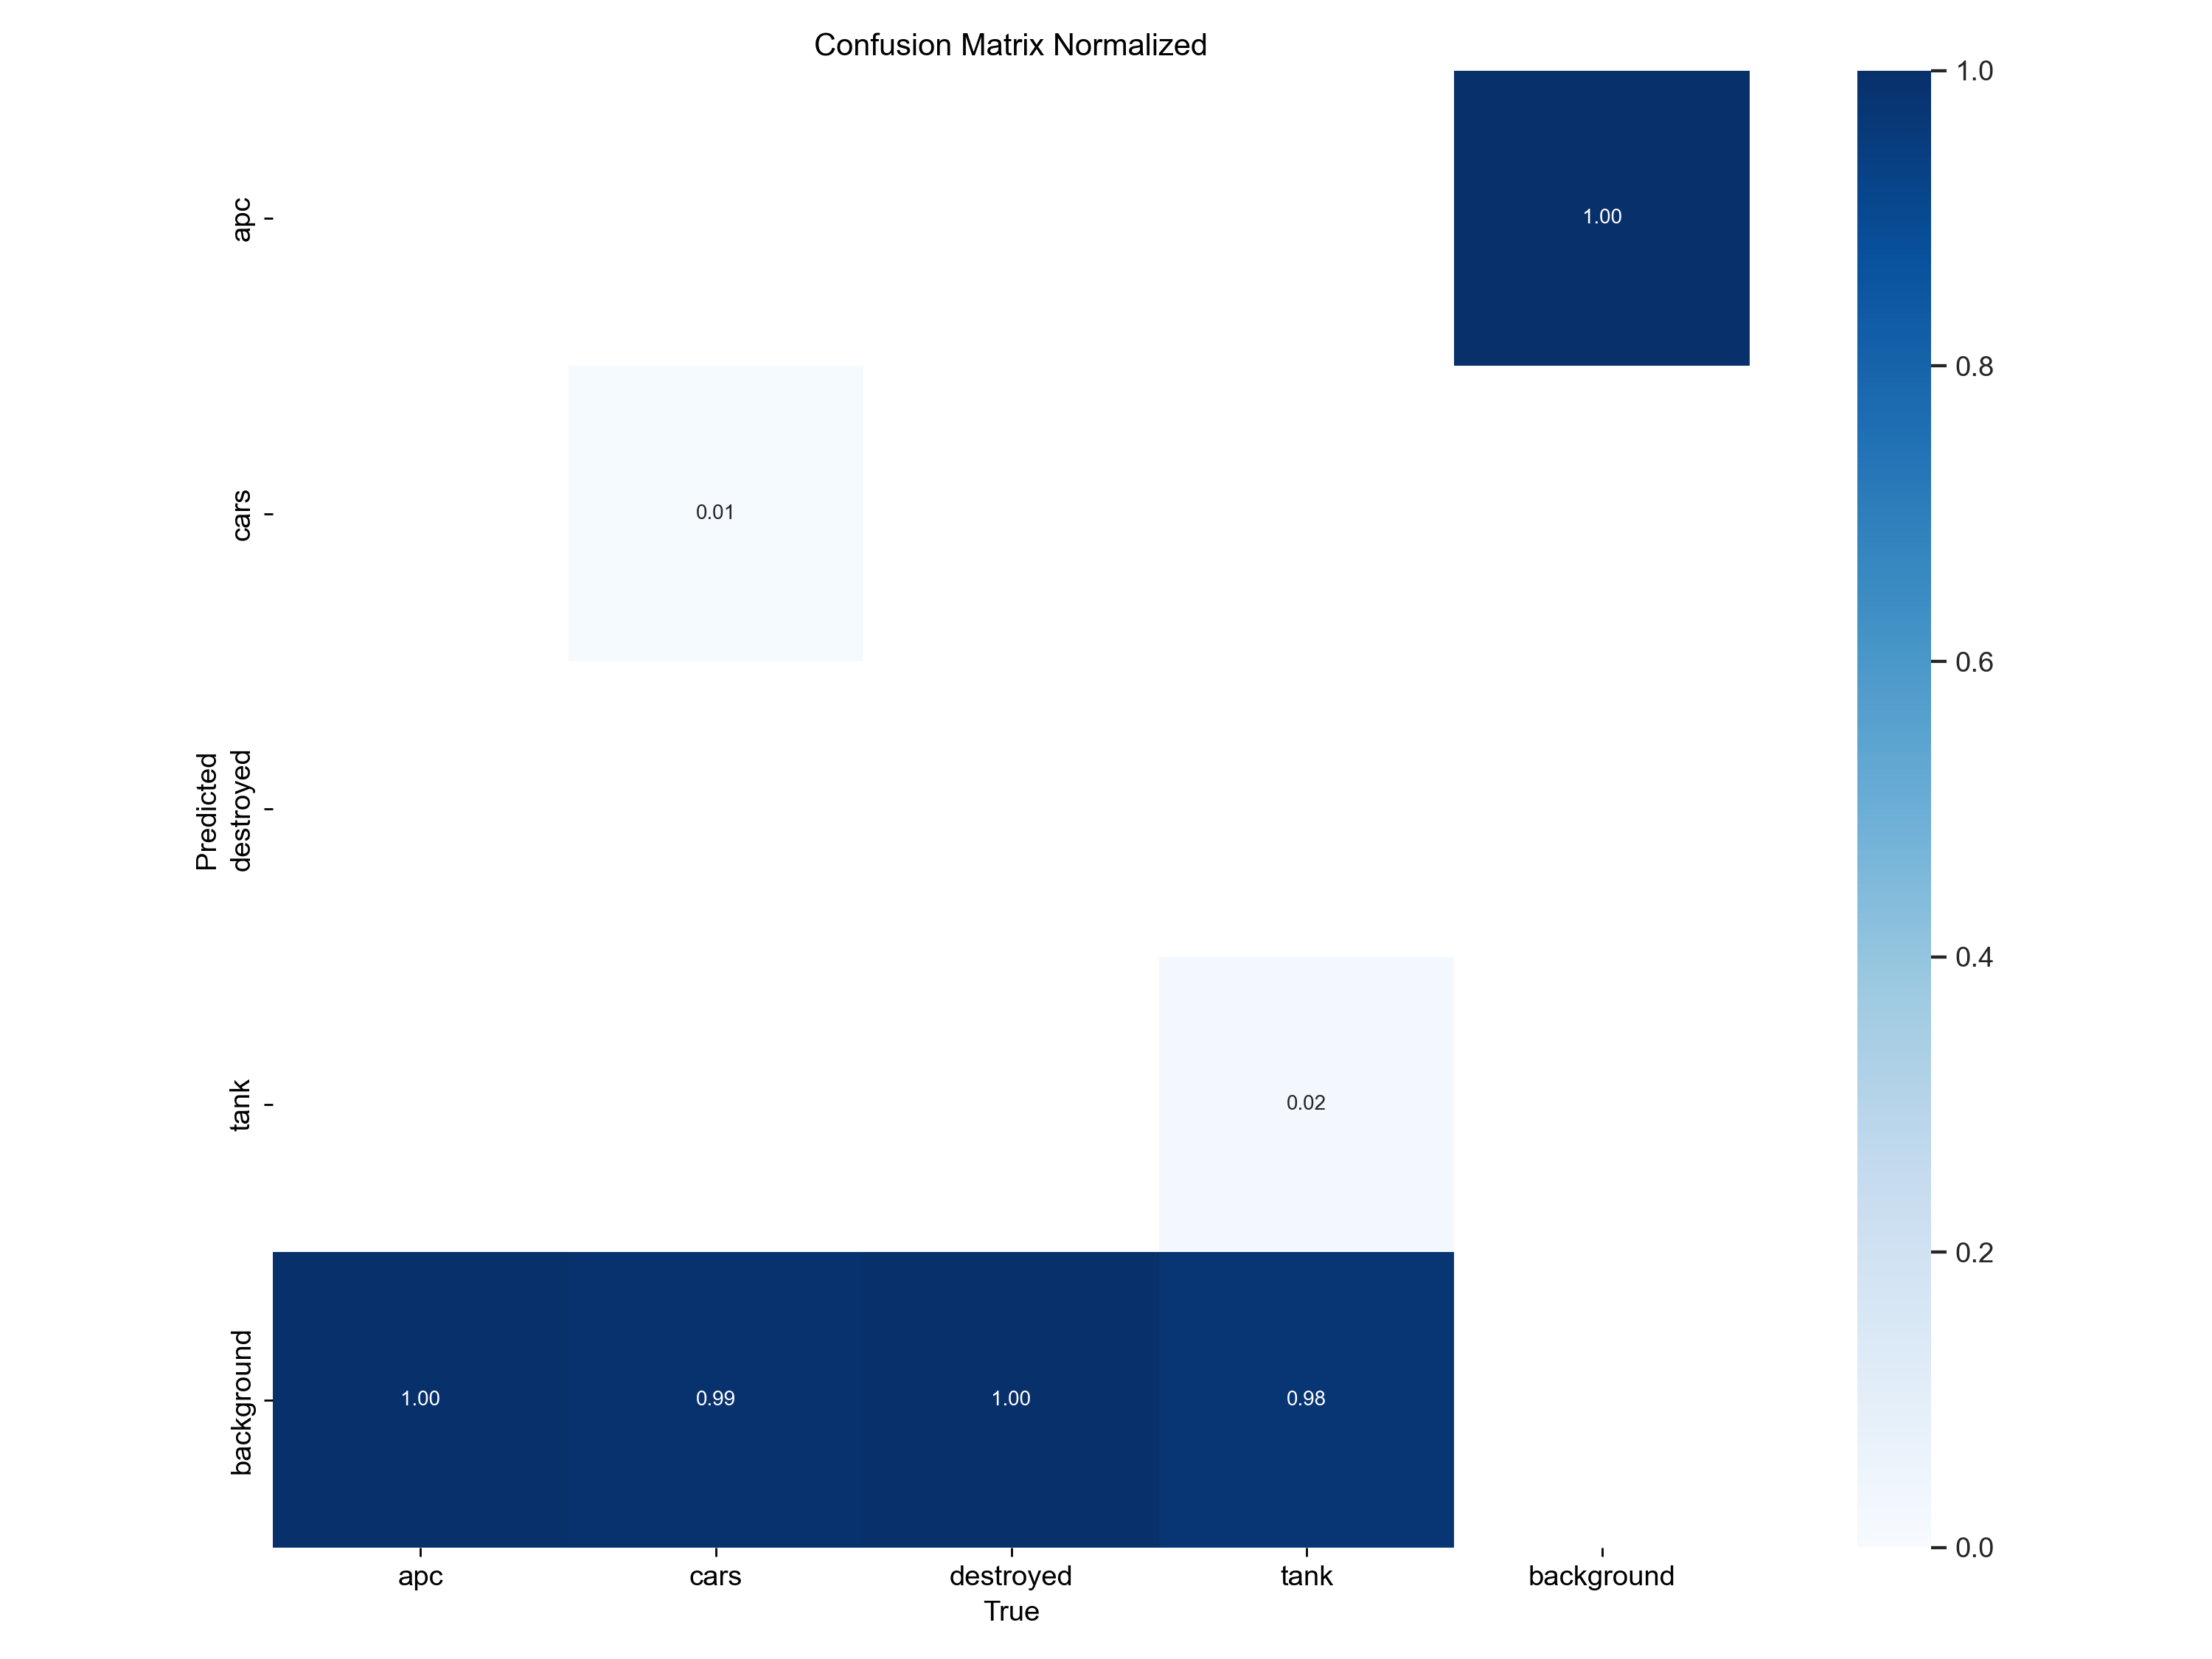 Confusion Matrix Normalized
1.0
apc
1.00
0.8
cars
0.01
0.6
Predicted
destroyed
0.4
tank
0.02
0.2
background
1.00 0.99 1.00 0.98
0.0
apc cars destroyed tank background
True